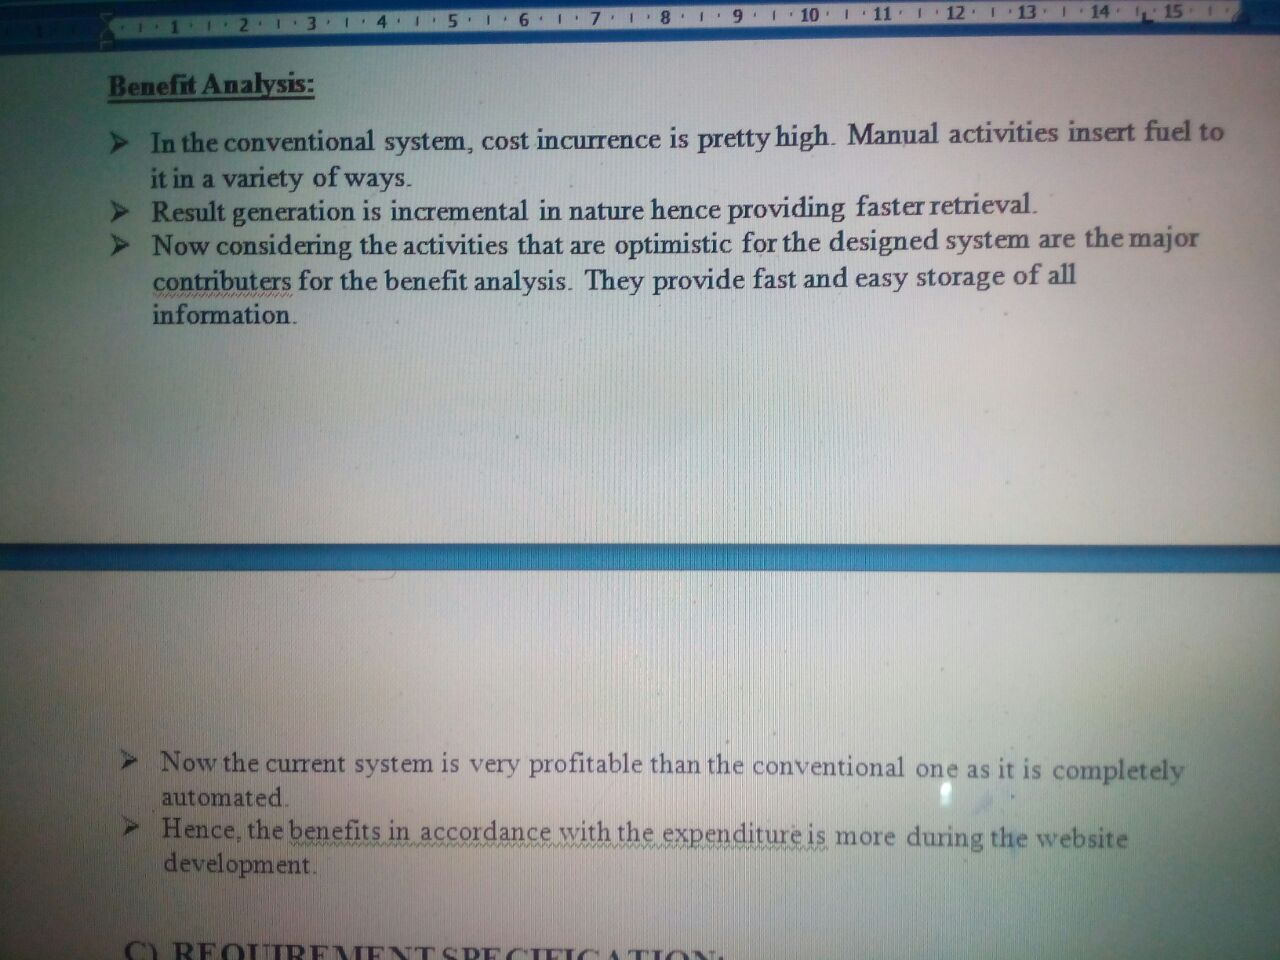 1 2 3 4 5 6 7 8 9 10 11 12 13 14 15
Benefit Analysis:
➤ In the conventional system, cost incurrence is pretty high. Manual activities insert fuel to
it in a variety of ways.
➤ Result generation is incremental in nature hence providing faster retrieval.
➤ Now considering the activities that are optimistic for the designed system are the major
contributers for the benefit analysis. They provide fast and easy storage of all
information.
➤ Now the current system is very profitable than the conventional one as it is completely
automated.
➤ Hence, the benefits in accordance with the expenditure is more during the website
development.
C) REQUIREMENT SPECIFICATION: